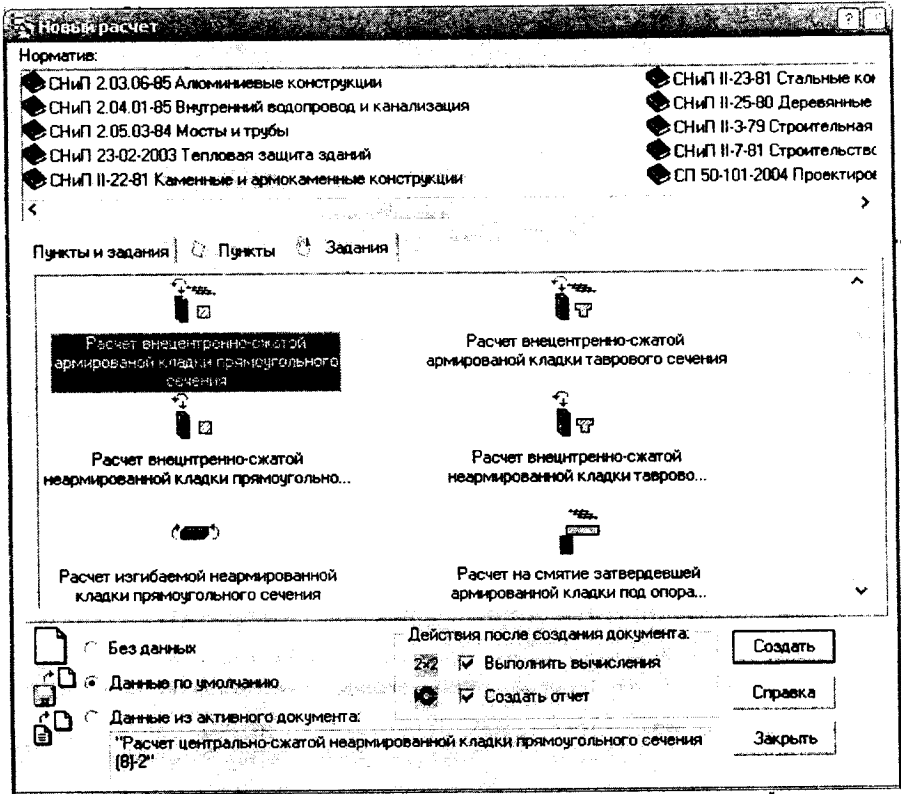 Новый расчет
Норматив:
СНиП 2.03.06-85 Алюминиевые конструкции
СНиП 2.04.01-85 Внутренний водопровод и канализация
СНиП 2.05.03-84 Мосты и трубы
СНиП 23-02-2003 Тепловая защита зданий
СНиП II-22-81 Каменные и армокаменные конструкции
СНиП II-23-81 Стальные ко
СНиП II-25-80 Деревянные
СНиП II-3-79 Строительная
СНиП II-7-81 Строительство
СП 50-101-2004 Проектиров
Пункты и задания Пункты Задания
Расчет внецентренно-сжатой
армированой кладки прямоугольного
сечения
Расчет внецентренно-сжатой
армированой кладки таврового сечения
Расчет внецнтренно-сжатой
неармированной кладки прямоугольно...
Расчет внецнтренно-сжатой
неармированной кладки таврово...
Расчет изгибаемой неармированной
кладки прямоугольного сечения
Расчет на смятие затвердевшей
армированной кладки под опора...
Без данных
Данные по умолчанию
Данные из активного документа:
"Расчет центрально-сжатой неармированной кладки прямоугольного сечения
(8)-2"
Действия после создания документа:
2×2 Выполнить вычисления
Создать отчет
Создать
Справка
Закрыть